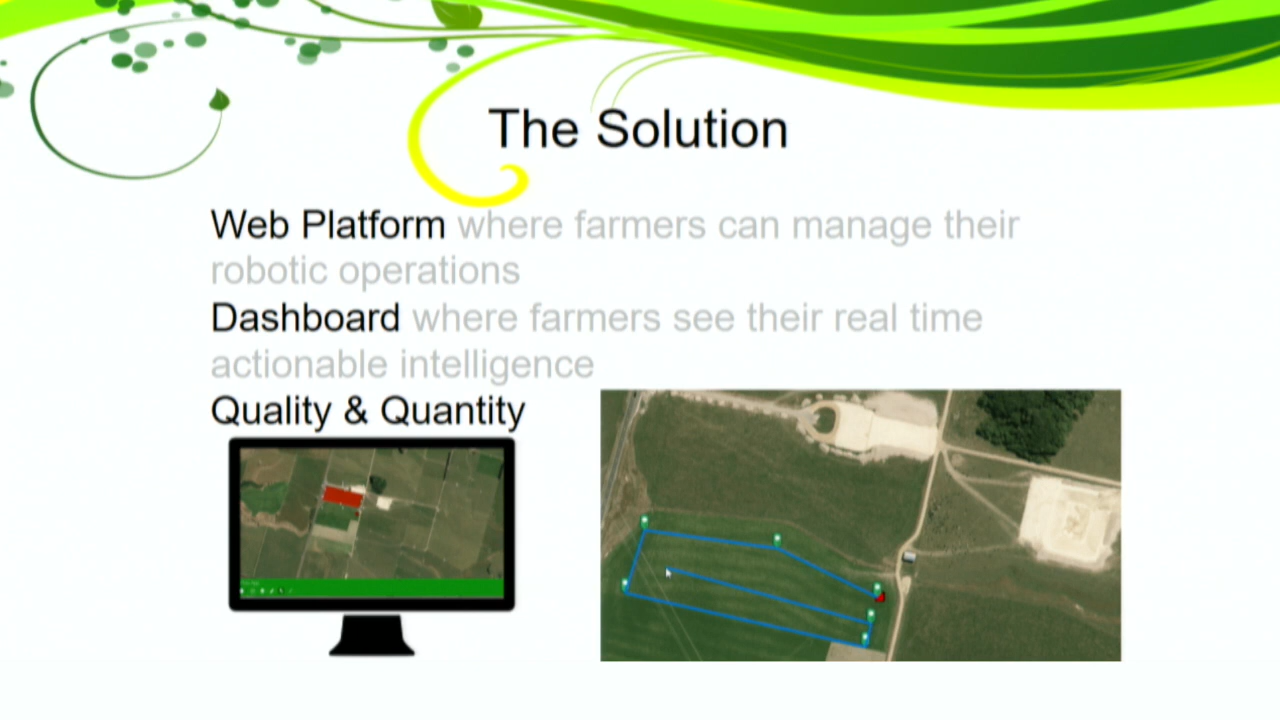 The Solution
Web Platform where farmers can manage their
robotic operations
Dashboard where farmers see their real time
actionable intelligence
Quality & Quantity